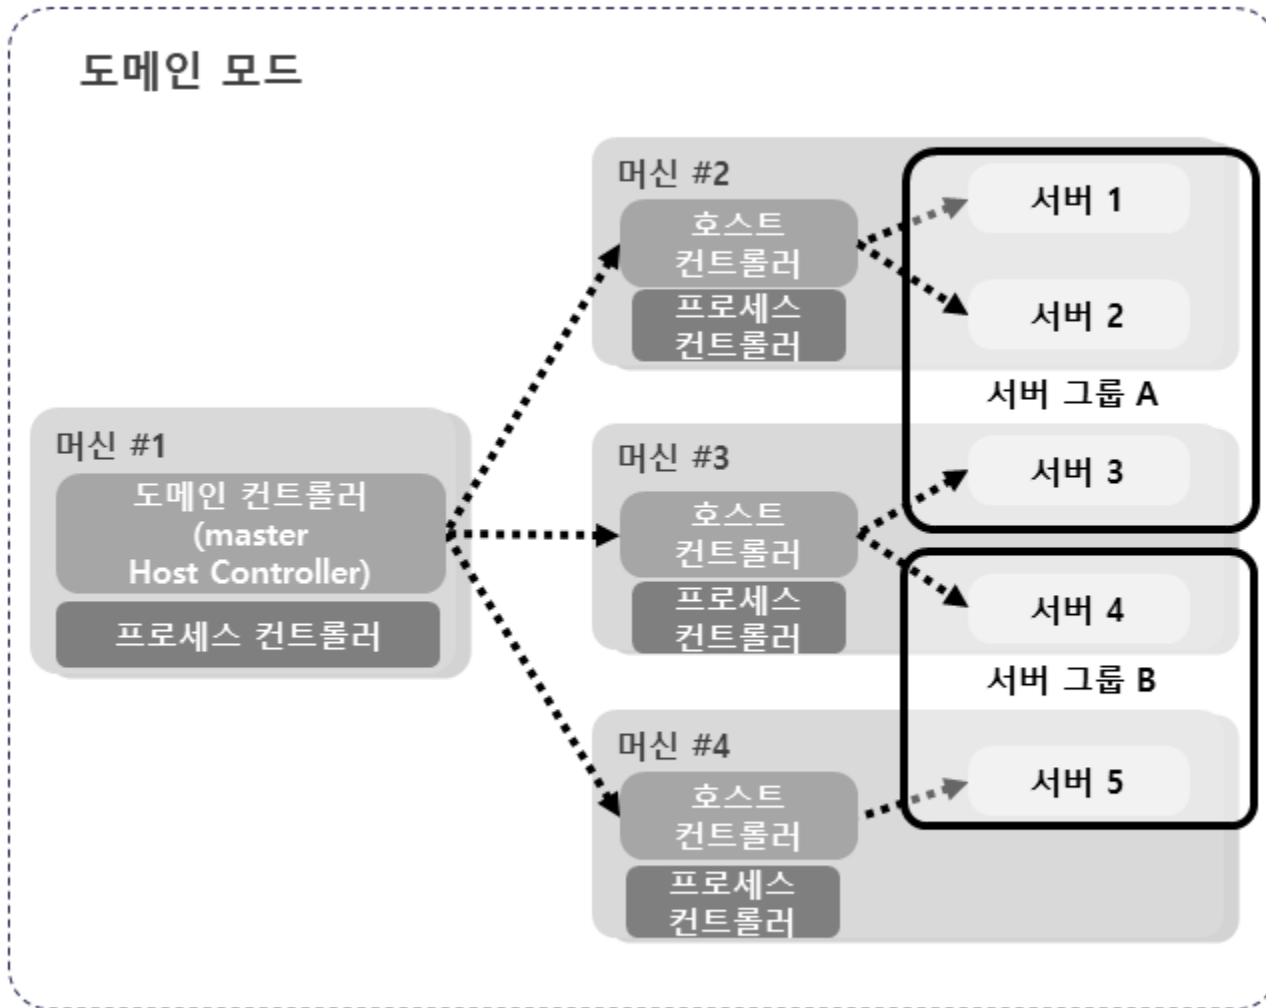 도메인 모드
머신 #1
도메인 컨트롤러
(master
Host Controller)
프로세스 컨트롤러
머신 #2
호스트
컨트롤러
프로세스
컨트롤러
서버 1
서버 2
서버 그룹 A
머신 #3
호스트
컨트롤러
프로세스
컨트롤러
서버 3
서버 4
서버 그룹 B
머신 #4
호스트
컨트롤러
프로세스
컨트롤러
서버 5